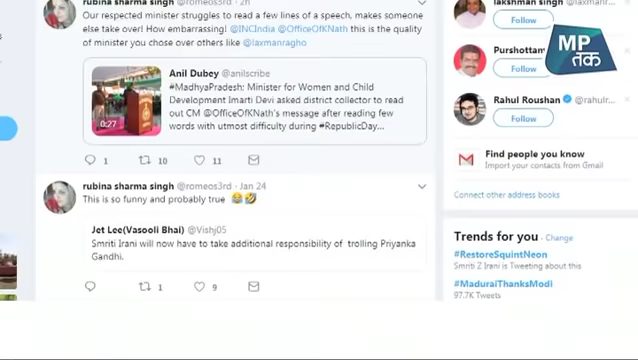 rubina sharma singh @romeos3rd · 2h
Our respected minister struggles to read a few lines of a speech, makes someone
else take over! How embarrassing! @INCIndia @OfficeOfKNath this is the quality
of minister you chose over others like @laxmanragho
Anil Dubey @anilscribe
#MadhyaPradesh: Minister for Women and Child
Development Imarti Devi asked district collector to read
out CM @OfficeOfKNath's message after reading few
words with utmost difficulty during #RepublicDay...
0:27
1 10 11
rubina sharma singh @romeos3rd · Jan 24
This is so funny and probably true
Jet Lee(Vasooli Bhai) @Vishj05
Smriti Irani will now have to take additional responsibility of trolling Priyanka
Gandhi.
1 9
lakshman singh
Follow
Purshottam
Follow
Rahul Roushan @rahulr...
Follow
Find people you know
Import your contacts from Gmail
Connect other address books
Trends for you · Change
#RestoreSquintNeon
Smriti Z Irani is Tweeting about this
#MaduraiThanksModi
97.7K Tweets
MP
तक